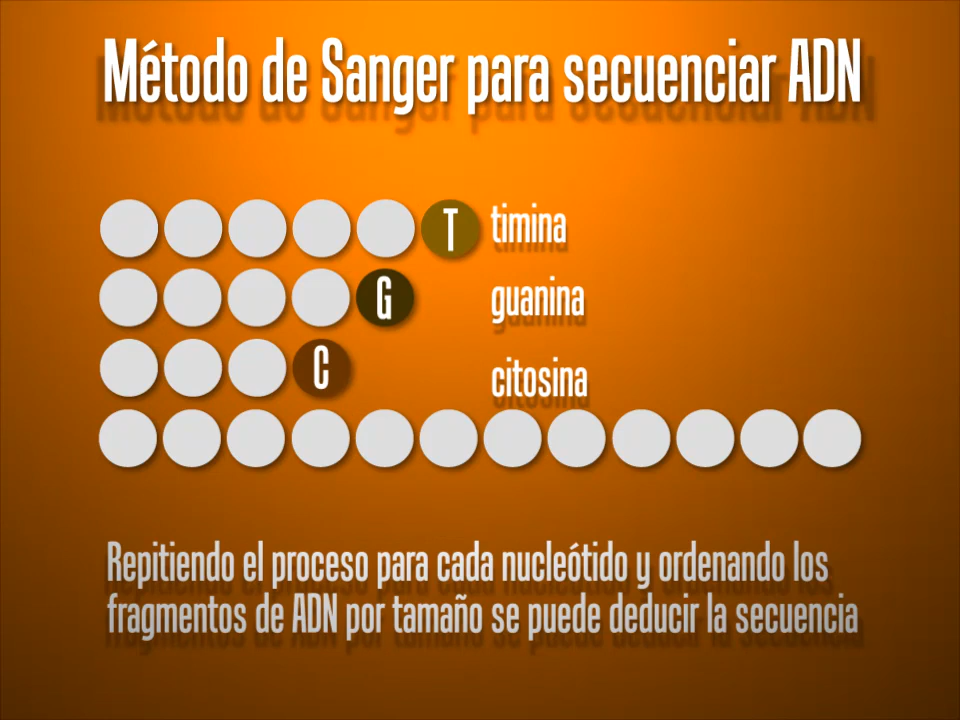 Método de Sanger para secuenciar ADN
T timina
G guanina
C citosina
Repitiendo el proceso para cada nucleótido y ordenando los
fragmentos de ADN por tamaño se puede deducir la secuencia